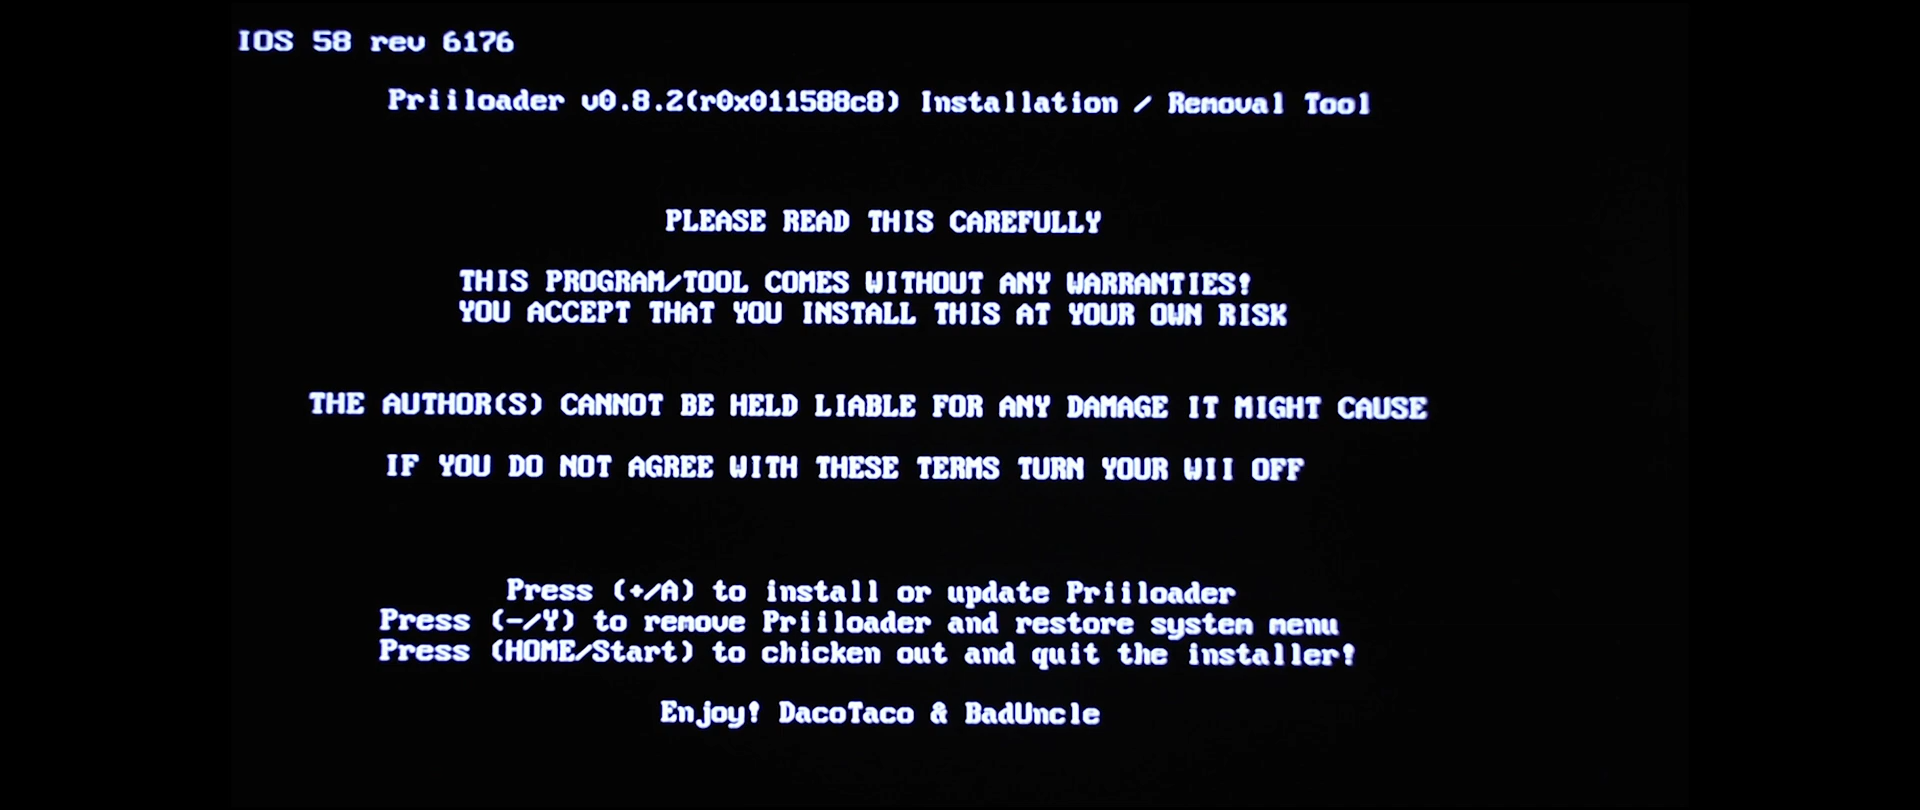 IOS 58 rev 6176
Priiloader v0.8.2(r0x011588c8) Installation / Removal Tool
PLEASE READ THIS CAREFULLY
THIS PROGRAM/TOOL COMES WITHOUT ANY WARRANTIES!
YOU ACCEPT THAT YOU INSTALL THIS AT YOUR OWN RISK
THE AUTHOR(S) CANNOT BE HELD LIABLE FOR ANY DAMAGE IT MIGHT CAUSE
IF YOU DO NOT AGREE WITH THESE TERMS TURN YOUR WII OFF
Press (+/A) to install or update Priiloader
Press (-/Y) to remove Priiloader and restore system menu
Press (HOME/Start) to chicken out and quit the installer!
Enjoy! DacoTaco & BadUncle